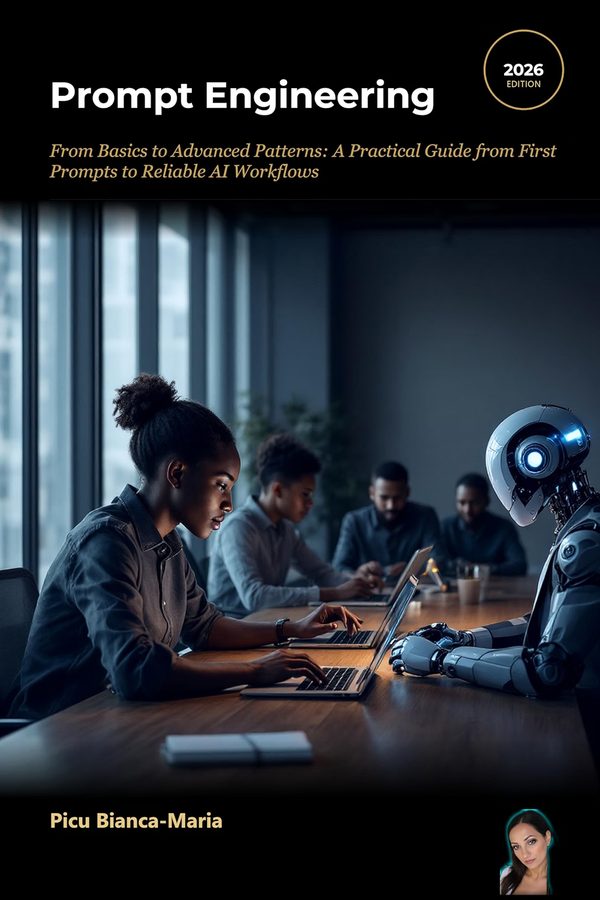 Prompt Engineering
2026
EDITION
From Basics to Advanced Patterns: A Practical Guide from First
Prompts to Reliable AI Workflows
Picu Bianca-Maria